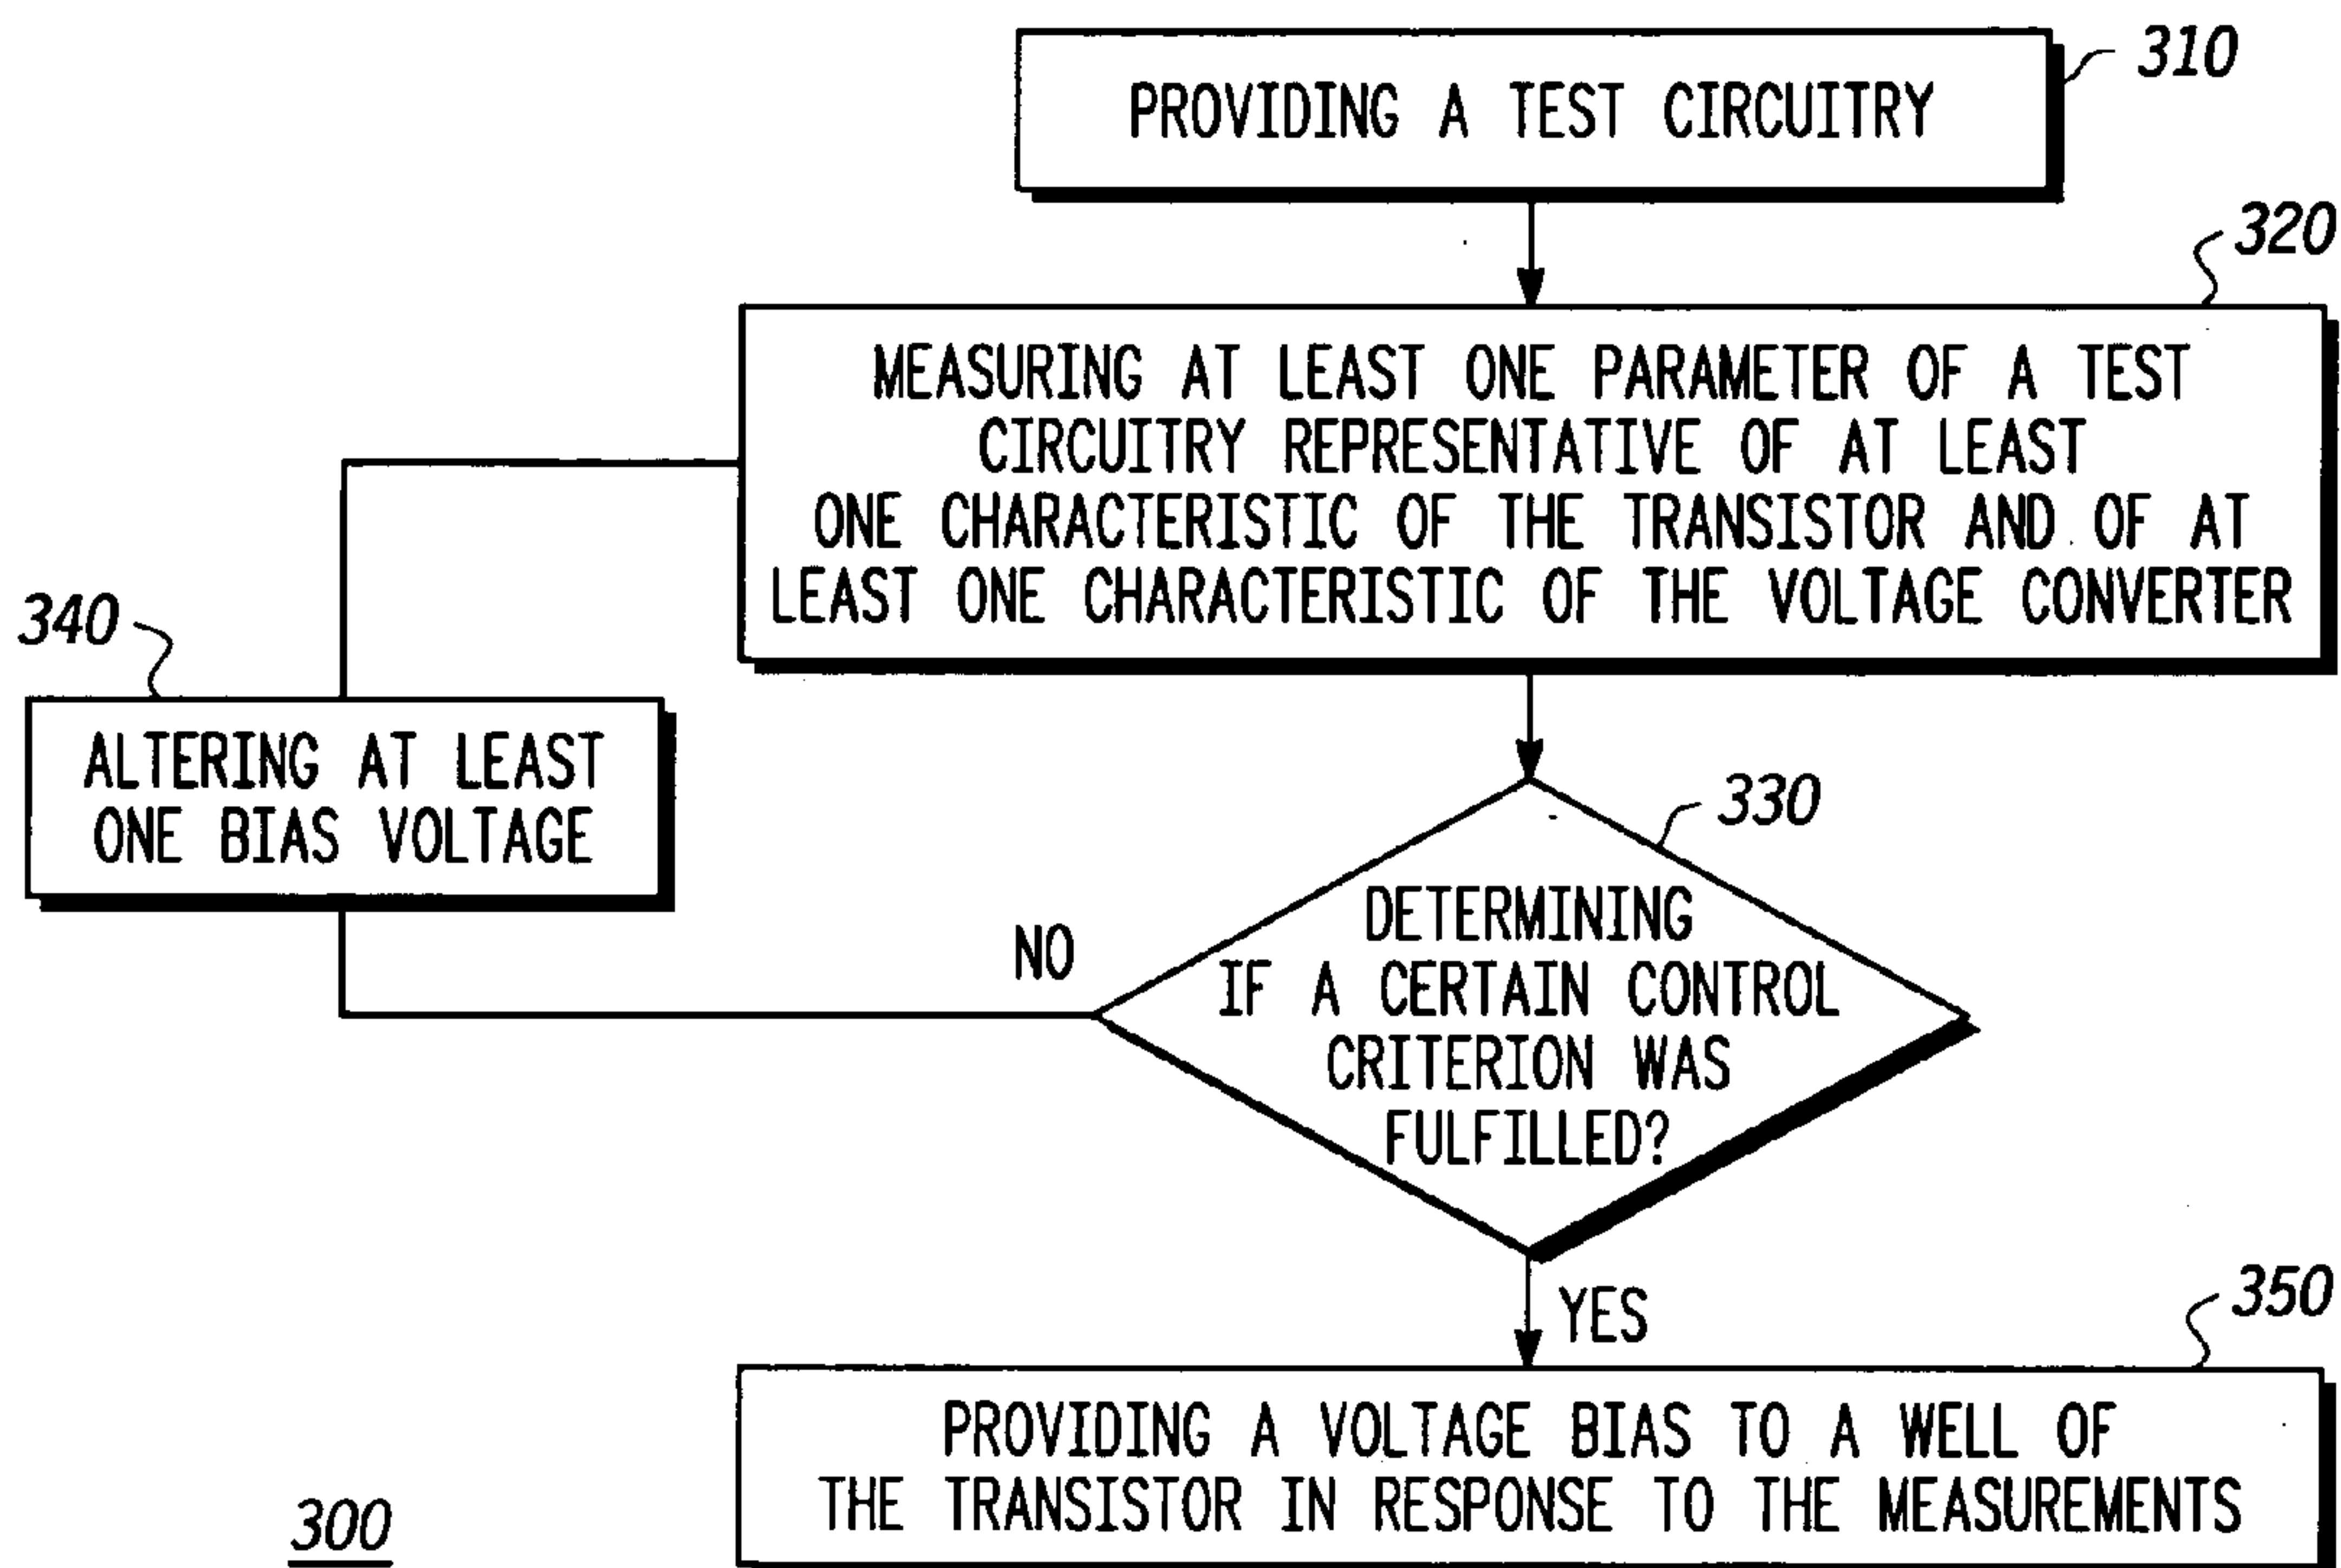 310
PROVIDING A TEST CIRCUITRY
320
MEASURING AT LEAST ONE PARAMETER OF A TEST
CIRCUITRY REPRESENTATIVE OF AT LEAST
ONE CHARACTERISTIC OF THE TRANSISTOR AND OF AT
LEAST ONE CHARACTERISTIC OF THE VOLTAGE CONVERTER
340
ALTERING AT LEAST
ONE BIAS VOLTAGE
330
DETERMINING
IF A CERTAIN CONTROL
CRITERION WAS
FULFILLED?
NO
YES
350
PROVIDING A VOLTAGE BIAS TO A WELL OF
THE TRANSISTOR IN RESPONSE TO THE MEASUREMENTS
300